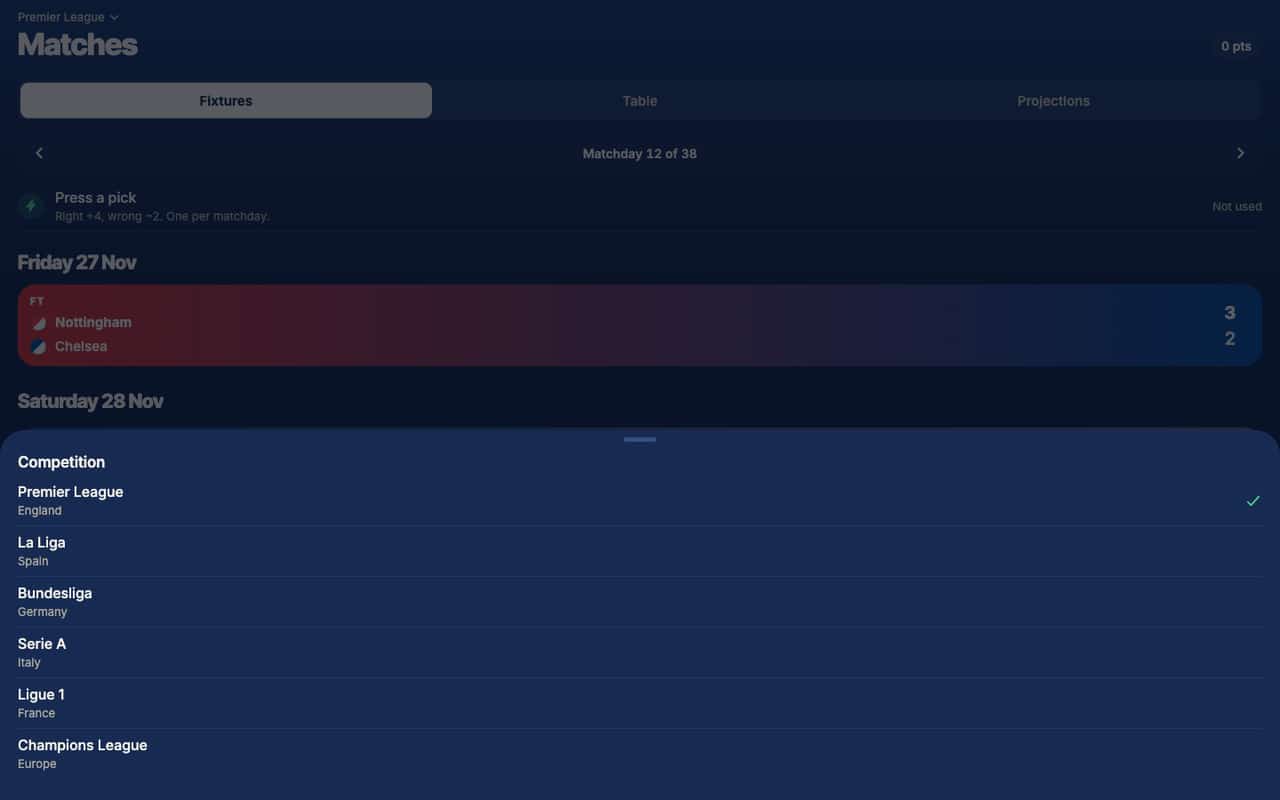 Premier League
Matches
0 pts
Fixtures
Table
Projections
Matchday 12 of 38
Press a pick
Right +4, wrong −2. One per matchday.
Not used
Friday 27 Nov
FT
Nottingham
3
Chelsea
2
Saturday 28 Nov
Competition
Premier League
England
La Liga
Spain
Bundesliga
Germany
Serie A
Italy
Ligue 1
France
Champions League
Europe